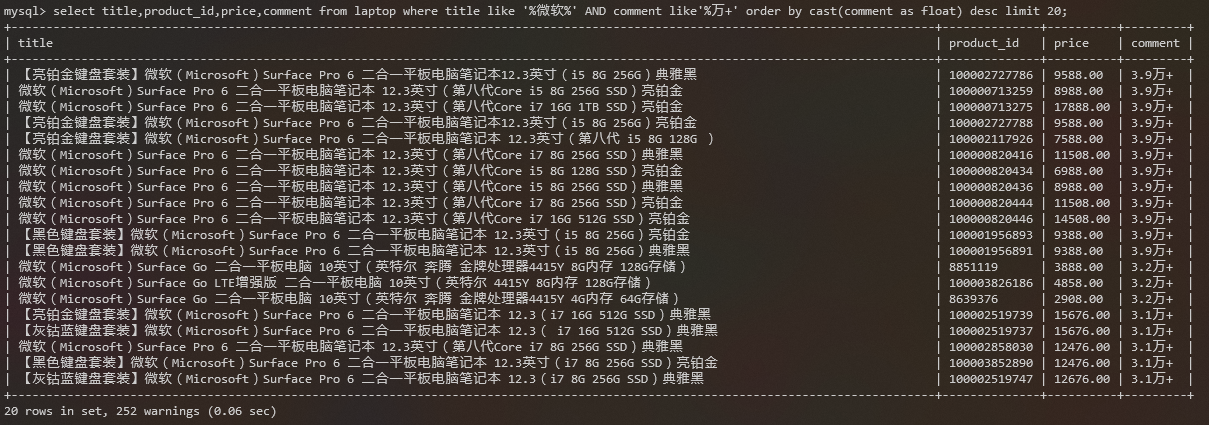 mysql> select title,product_id,price,comment from laptop where title like '%微软%' AND comment like'%万+' order by cast(comment as float) desc limit 20;
| title | product_id | price | comment |
| 【亮铂金键盘套装】微软（Microsoft）Surface Pro 6 二合一平板电脑笔记本12.3英寸（i5 8G 256G）典雅黑 | 100002727786 | 9588.00 | 3.9万+ |
| 微软（Microsoft）Surface Pro 6 二合一平板电脑笔记本 12.3英寸（第八代Core i5 8G 256G SSD）亮铂金 | 100000713259 | 8988.00 | 3.9万+ |
| 微软（Microsoft）Surface Pro 6 二合一平板电脑笔记本 12.3英寸（第八代Core i7 16G 1TB SSD）亮铂金 | 100000713275 | 17888.00 | 3.9万+ |
| 【亮铂金键盘套装】微软（Microsoft）Surface Pro 6 二合一平板电脑笔记本12.3英寸（i5 8G 256G）亮铂金 | 100002727788 | 9588.00 | 3.9万+ |
| 【亮铂金键盘套装】微软（Microsoft）Surface Pro 6 二合一平板电脑笔记本 12.3英寸（第八代 i5 8G 128G ） | 100002117926 | 7588.00 | 3.9万+ |
| 微软（Microsoft）Surface Pro 6 二合一平板电脑笔记本 12.3英寸（第八代Core i7 8G 256G SSD）典雅黑 | 100000820416 | 11508.00 | 3.9万+ |
| 微软（Microsoft）Surface Pro 6 二合一平板电脑笔记本 12.3英寸（第八代Core i5 8G 128G SSD）亮铂金 | 100000820434 | 6988.00 | 3.9万+ |
| 微软（Microsoft）Surface Pro 6 二合一平板电脑笔记本 12.3英寸（第八代Core i5 8G 256G SSD）典雅黑 | 100000820436 | 8988.00 | 3.9万+ |
| 微软（Microsoft）Surface Pro 6 二合一平板电脑笔记本 12.3英寸（第八代Core i7 8G 256G SSD）亮铂金 | 100000820444 | 11508.00 | 3.9万+ |
| 微软（Microsoft）Surface Pro 6 二合一平板电脑笔记本 12.3英寸（第八代Core i7 16G 512G SSD）亮铂金 | 100000820446 | 14508.00 | 3.9万+ |
| 【黑色键盘套装】微软（Microsoft）Surface Pro 6 二合一平板电脑笔记本 12.3英寸（i5 8G 256G）亮铂金 | 100001956893 | 9388.00 | 3.9万+ |
| 【黑色键盘套装】微软（Microsoft）Surface Pro 6 二合一平板电脑笔记本 12.3英寸（i5 8G 256G）典雅黑 | 100001956891 | 9388.00 | 3.9万+ |
| 微软（Microsoft）Surface Go 二合一平板电脑 10英寸（英特尔 奔腾 金牌处理器4415Y 8G内存 128G存储） | 8851119 | 3888.00 | 3.2万+ |
| 微软（Microsoft）Surface Go LTE增强版 二合一平板电脑 10英寸（英特尔 4415Y 8G内存 128G存储） | 100003826186 | 4858.00 | 3.2万+ |
| 微软（Microsoft）Surface Go 二合一平板电脑 10英寸（英特尔 奔腾 金牌处理器4415Y 4G内存 64G存储） | 8639376 | 2908.00 | 3.2万+ |
| 【亮铂金键盘套装】微软（Microsoft）Surface Pro 6 二合一平板电脑笔记本 12.3（i7 16G 512G SSD）典雅黑 | 100002519739 | 15676.00 | 3.1万+ |
| 【灰钴蓝键盘套装】微软（Microsoft）Surface Pro 6 二合一平板电脑笔记本 12.3（ i7 16G 512G SSD）典雅黑 | 100002519737 | 15676.00 | 3.1万+ |
| 微软（Microsoft）Surface Pro 6 二合一平板电脑笔记本 12.3英寸（第八代Core i7 8G 256G SSD）典雅黑 | 100002858030 | 12476.00 | 3.1万+ |
| 【黑色键盘套装】微软（Microsoft）Surface Pro 6 二合一平板电脑笔记本 12.3英寸（i7 8G 256G SSD）亮铂金 | 100003852890 | 12476.00 | 3.1万+ |
| 【灰钴蓝键盘套装】微软（Microsoft）Surface Pro 6 二合一平板电脑笔记本 12.3（i7 8G 256G SSD）典雅黑 | 100002519747 | 12676.00 | 3.1万+ |
20 rows in set, 252 warnings (0.06 sec)